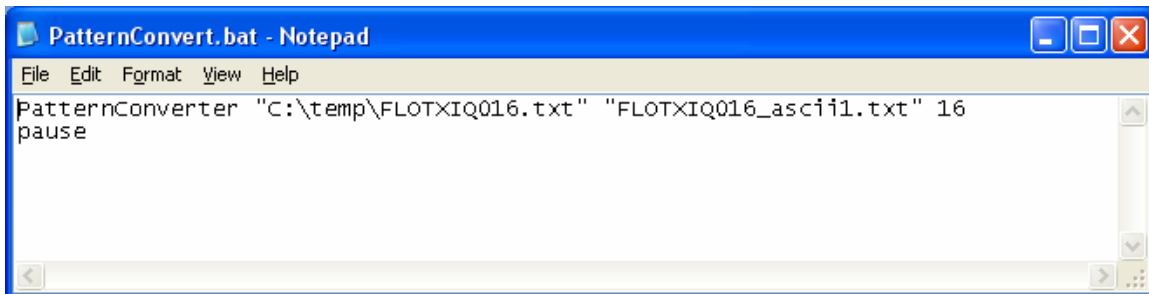 PatternConvert.bat - Notepad
File Edit Format View Help
PatternConverter "C:\temp\FLOTXIQ016.txt" "FLOTXIQ016_ascii1.txt" 16
pause